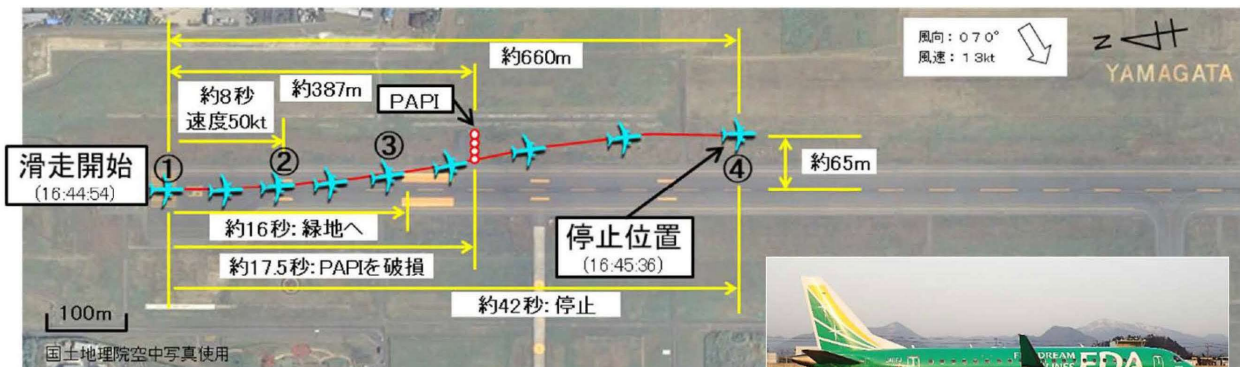 約660m
風向：070°
風速：13kt
N
YAMAGATA
約387m
約8秒
速度50kt
PAPI
滑走開始
(16:44:54)
①
②
③
④
約65m
約16秒：緑地へ
停止位置
(16:45:36)
約17.5秒：PAPIを破損
約42秒：停止
100m
国土地理院空中写真使用
FDA